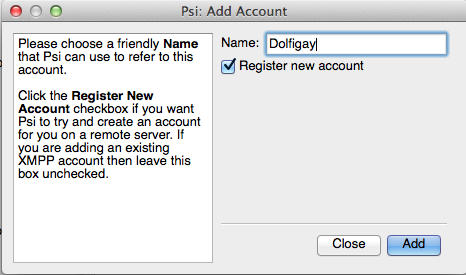 Psi: Add Account
Please choose a friendly Name
that Psi can use to refer to this
account.
Click the Register New
Account checkbox if you want
Psi to try and create an account
for you on a remote server. If
you are adding an existing
XMPP account then leave this
box unchecked.
Name: Dolfigay
Register new account
Close Add